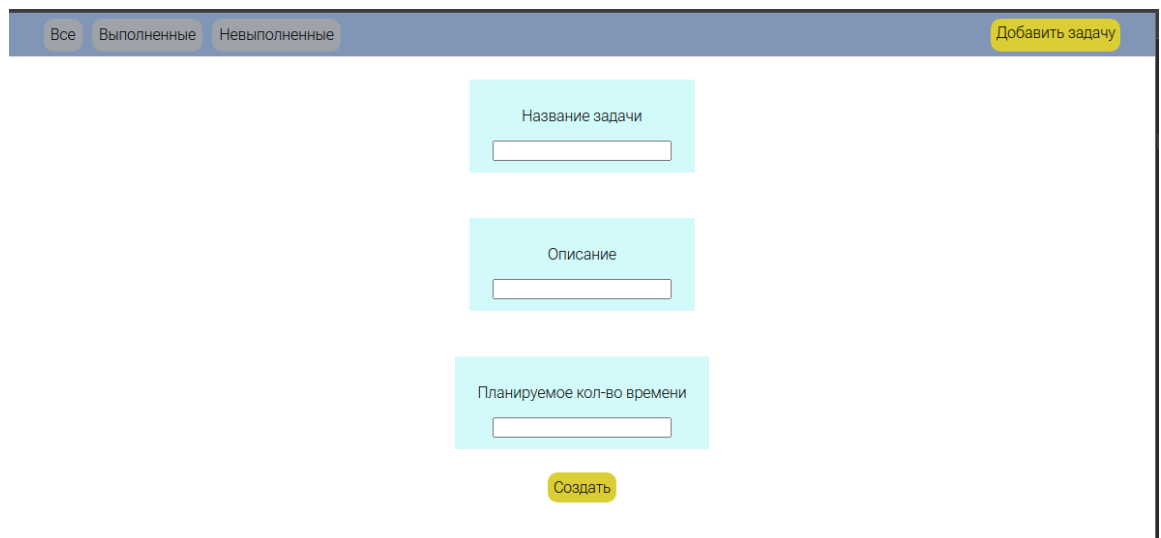 Все Выполненные Невыполненные Добавить задачу
Название задачи
Описание
Планируемое кол-во времени
Создать